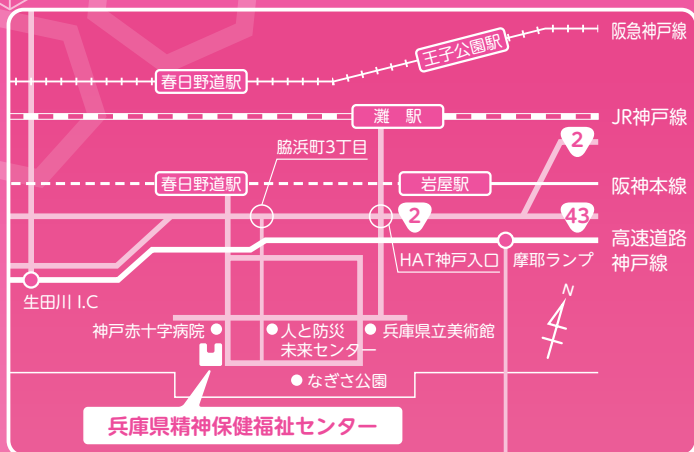 阪急神戸線
王子公園駅
春日野道駅
灘 駅
JR神戸線
脇浜町3丁目
2
春日野道駅
岩屋駅
阪神本線
2
43
高速道路
神戸線
HAT神戸入口
摩耶ランプ
生田川 I.C
N
神戸赤十字病院
人と防災
未来センター
兵庫県立美術館
なぎさ公園
兵庫県精神保健福祉センター